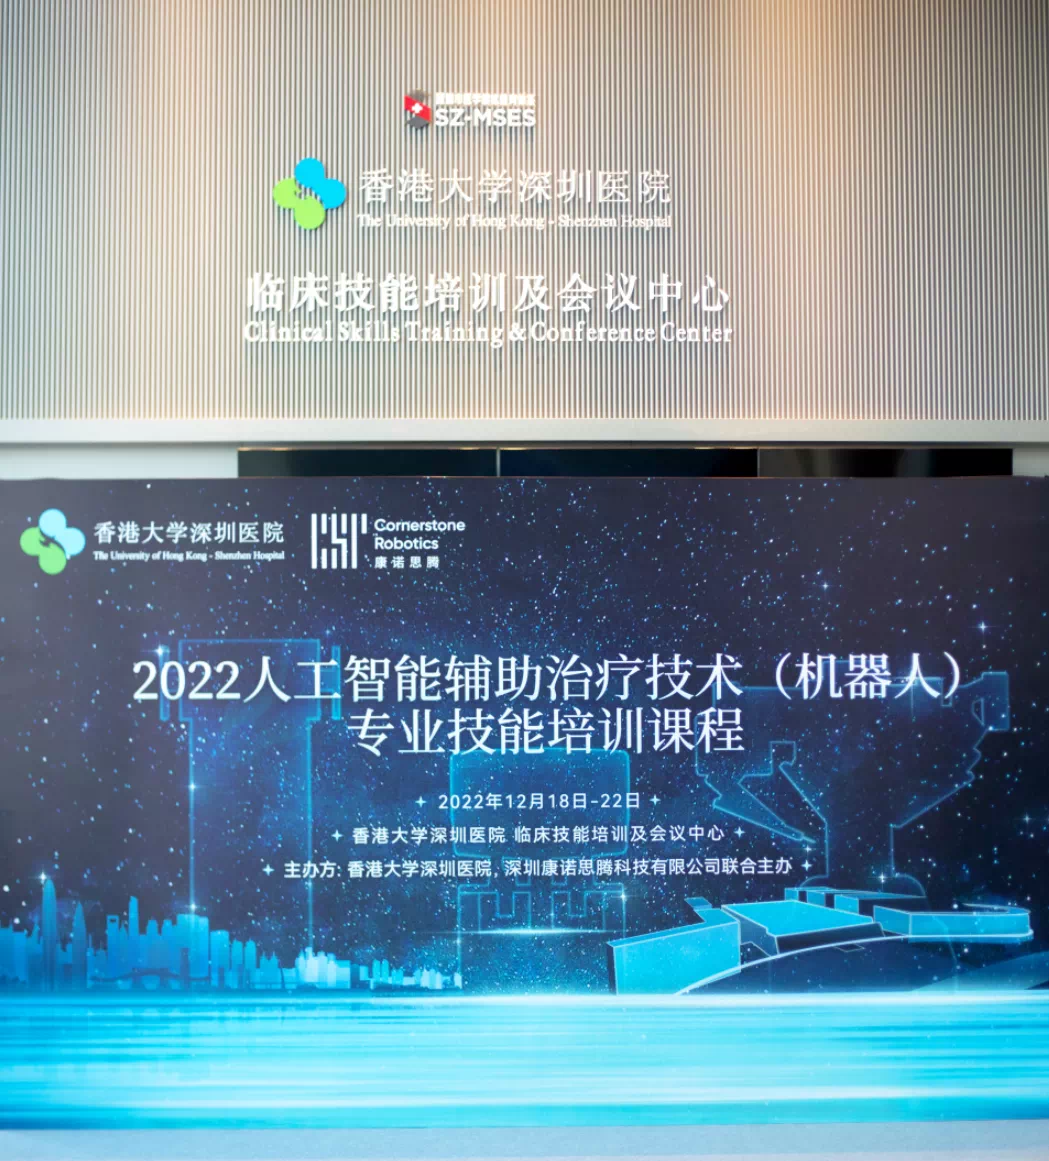 SZ-MSES
香港大学深圳医院
The University of Hong Kong - Shenzhen Hospital
临床技能培训及会议中心
Clinical Skills Training & Conference Center
香港大学深圳医院
The University of Hong Kong - Shenzhen Hospital
Cornerstone
Robotics
康诺思腾
2022人工智能辅助治疗技术（机器人）
专业技能培训课程
2022年12月18日-22日
香港大学深圳医院 临床技能培训及会议中心
主办方: 香港大学深圳医院, 深圳康诺思腾科技有限公司联合主办